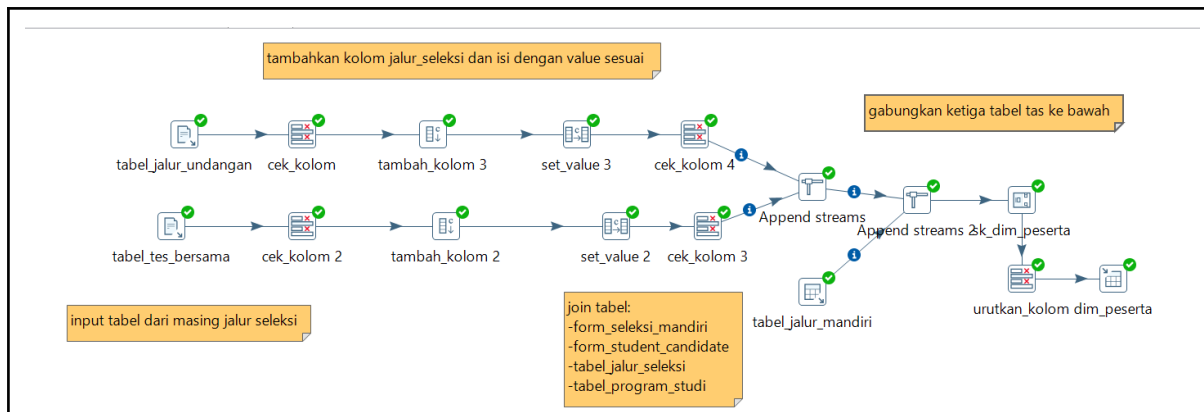 tambahkan kolom jalur_seleksi dan isi dengan value sesuai
gabungkan ketiga tabel tas ke bawah
tabel_jalur_undangan
cek_kolom
tambah_kolom 3
set_value 3
cek_kolom 4
Append streams
Append streams 2
sk_dim_peserta
tabel_tes_bersama
cek_kolom 2
tambah_kolom 2
set_value 2
cek_kolom 3
tabel_jalur_mandiri
urutkan_kolom
dim_peserta
input tabel dari masing jalur seleksi
join tabel:
-form_seleksi_mandiri
-form_student_candidate
-tabel_jalur_seleksi
-tabel_program_studi